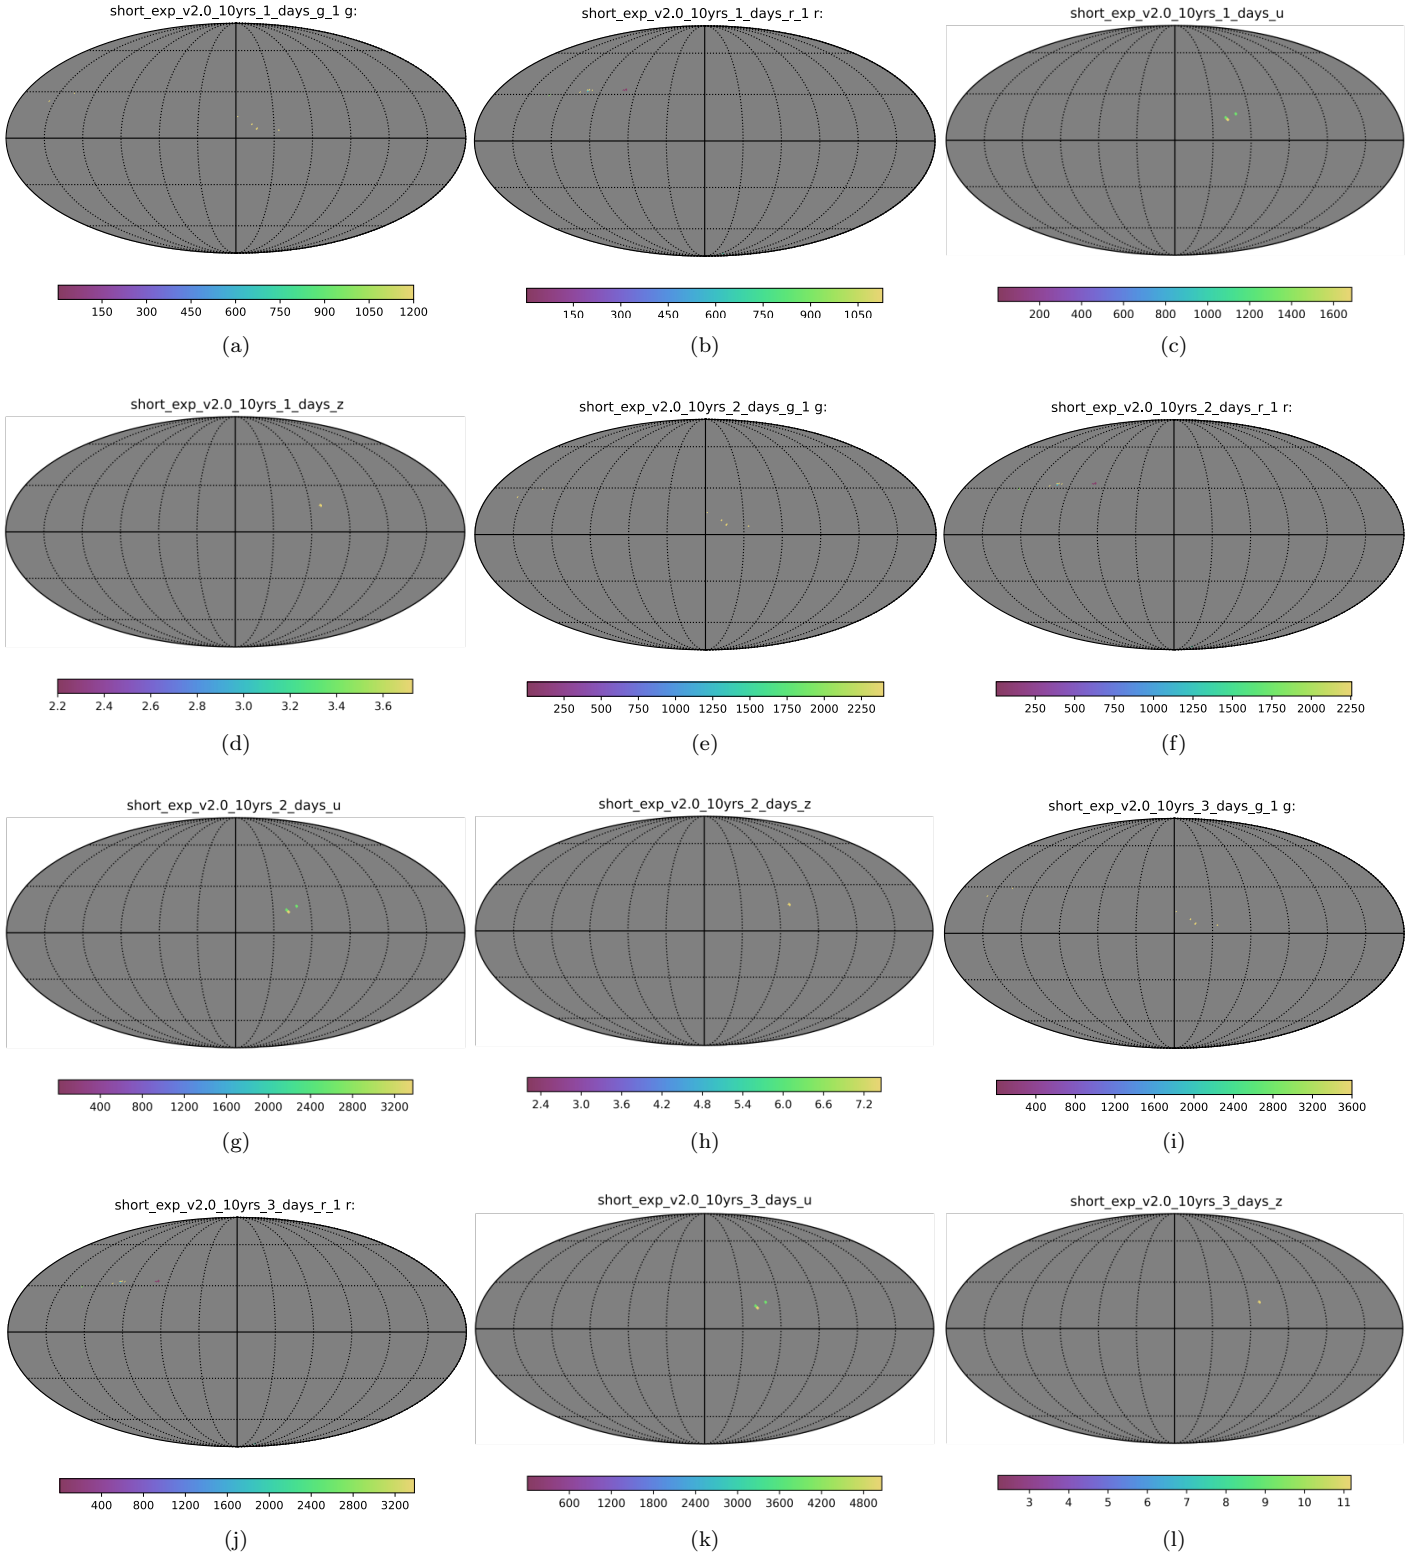 short_exp_v2.0_10yrs_1_days_g_1 g:
150 300 450 600 750 900 1050 1200
(a)
short_exp_v2.0_10yrs_1_days_r_1 r:
150 300 450 600 750 900 1050
(b)
short_exp_v2.0_10yrs_1_days_u
200 400 600 800 1000 1200 1400 1600
(c)
short_exp_v2.0_10yrs_1_days_z
2.2 2.4 2.6 2.8 3.0 3.2 3.4 3.6
(d)
short_exp_v2.0_10yrs_2_days_g_1 g:
250 500 750 1000 1250 1500 1750 2000 2250
(e)
short_exp_v2.0_10yrs_2_days_r_1 r:
250 500 750 1000 1250 1500 1750 2000 2250
(f)
short_exp_v2.0_10yrs_2_days_u
400 800 1200 1600 2000 2400 2800 3200
(g)
short_exp_v2.0_10yrs_2_days_z
2.4 3.0 3.6 4.2 4.8 5.4 6.0 6.6 7.2
(h)
short_exp_v2.0_10yrs_3_days_g_1 g:
400 800 1200 1600 2000 2400 2800 3200 3600
(i)
short_exp_v2.0_10yrs_3_days_r_1 r:
400 800 1200 1600 2000 2400 2800 3200
(j)
short_exp_v2.0_10yrs_3_days_u
600 1200 1800 2400 3000 3600 4200 4800
(k)
short_exp_v2.0_10yrs_3_days_z
3 4 5 6 7 8 9 10 11
(l)